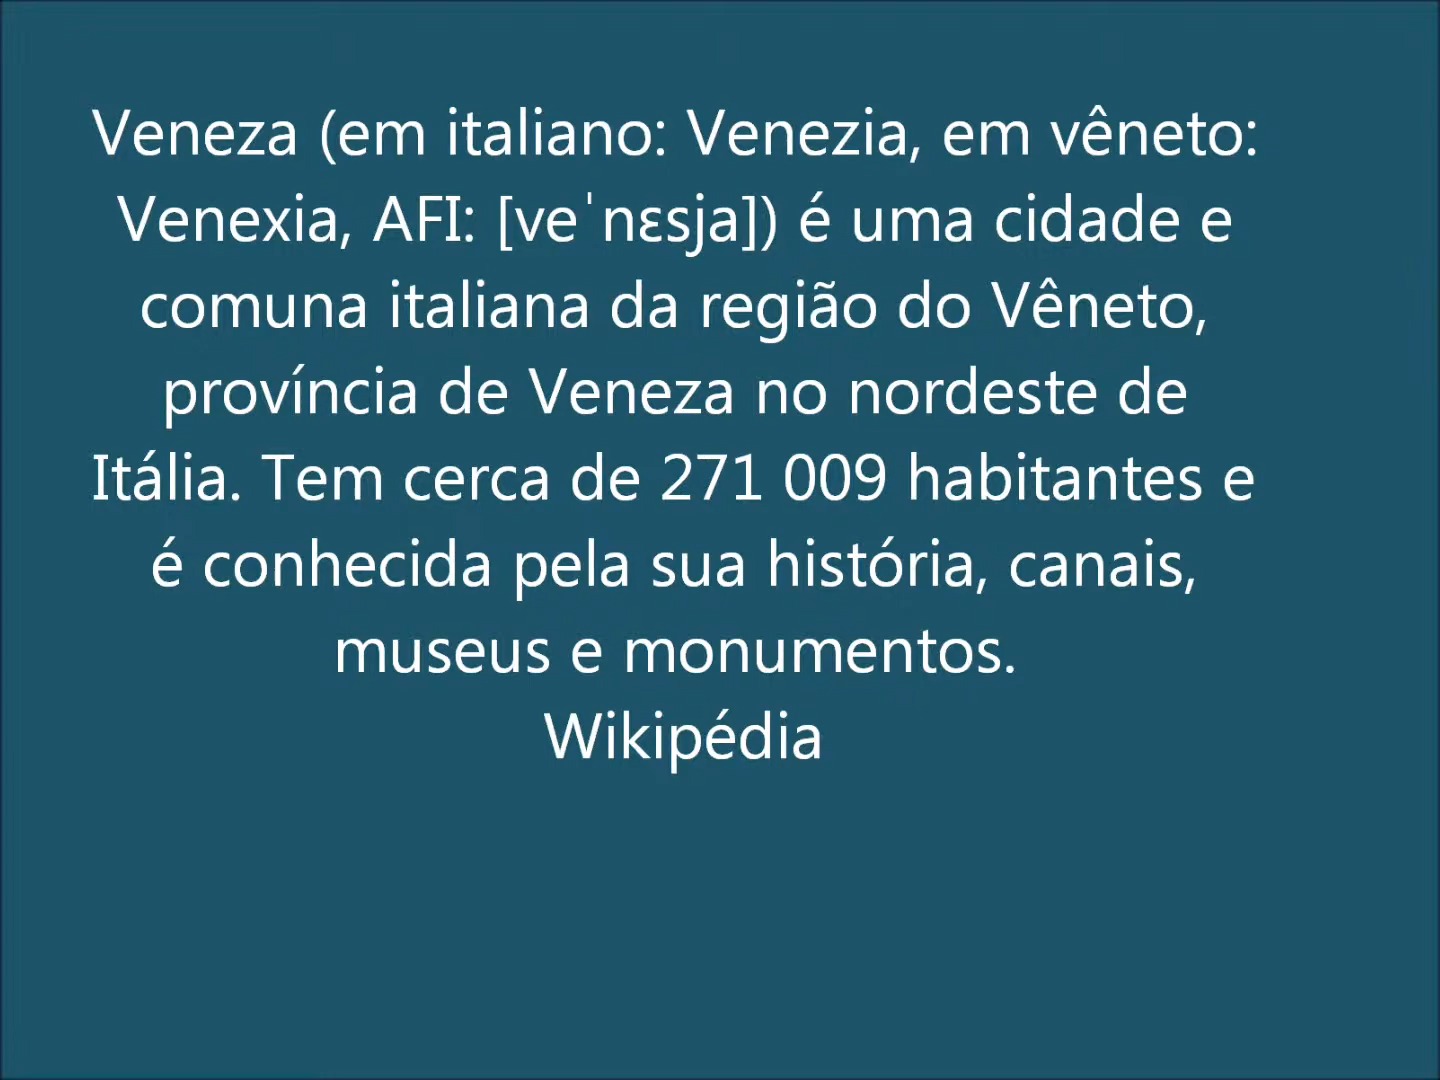 Veneza (em italiano: Venezia, em vêneto:
Venexia, AFI: [veˈnɛsja]) é uma cidade e
comuna italiana da região do Vêneto,
província de Veneza no nordeste de
Itália. Tem cerca de 271 009 habitantes e
é conhecida pela sua história, canais,
museus e monumentos.
Wikipédia